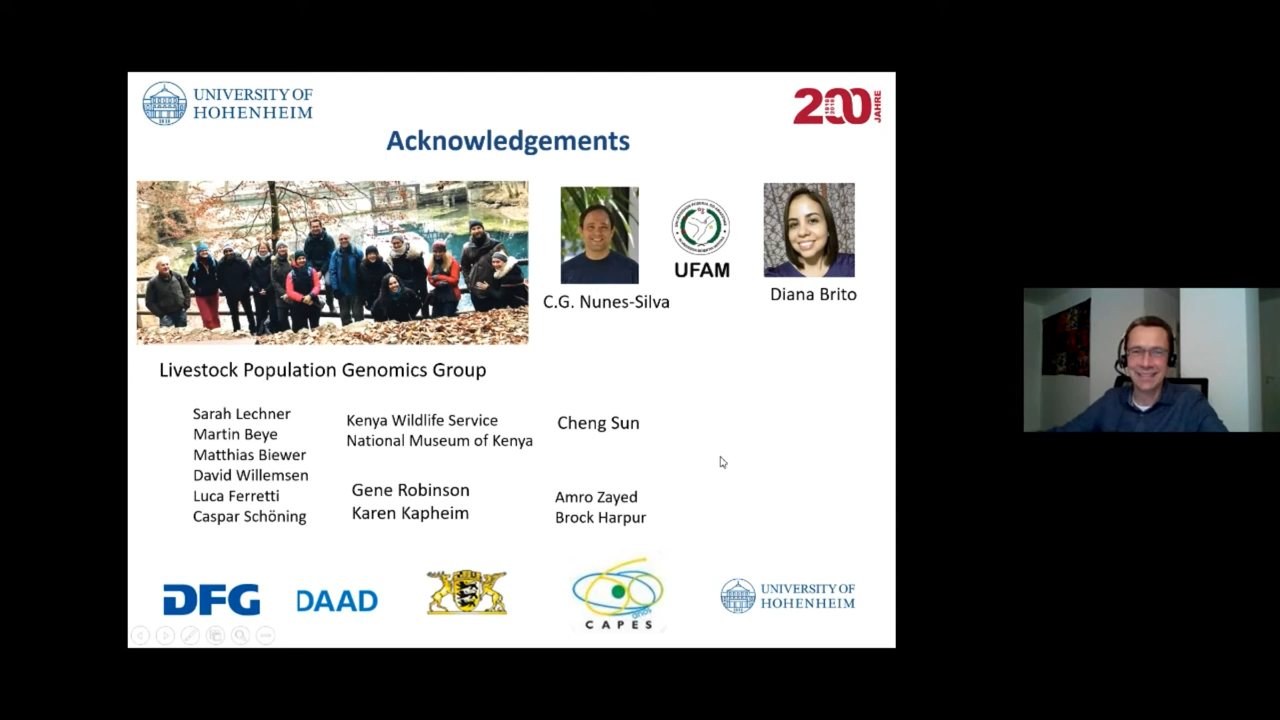 UNIVERSITY OF
HOHENHEIM
200
JAHRE
Acknowledgements
UFAM
C.G. Nunes-Silva
Diana Brito
Livestock Population Genomics Group
Sarah Lechner
Martin Beye
Matthias Biewer
David Willemsen
Luca Ferretti
Caspar Schöning
Kenya Wildlife Service
National Museum of Kenya
Gene Robinson
Karen Kapheim
Cheng Sun
Amro Zayed
Brock Harpur
DFG
DAAD
CAPES
UNIVERSITY OF
HOHENHEIM